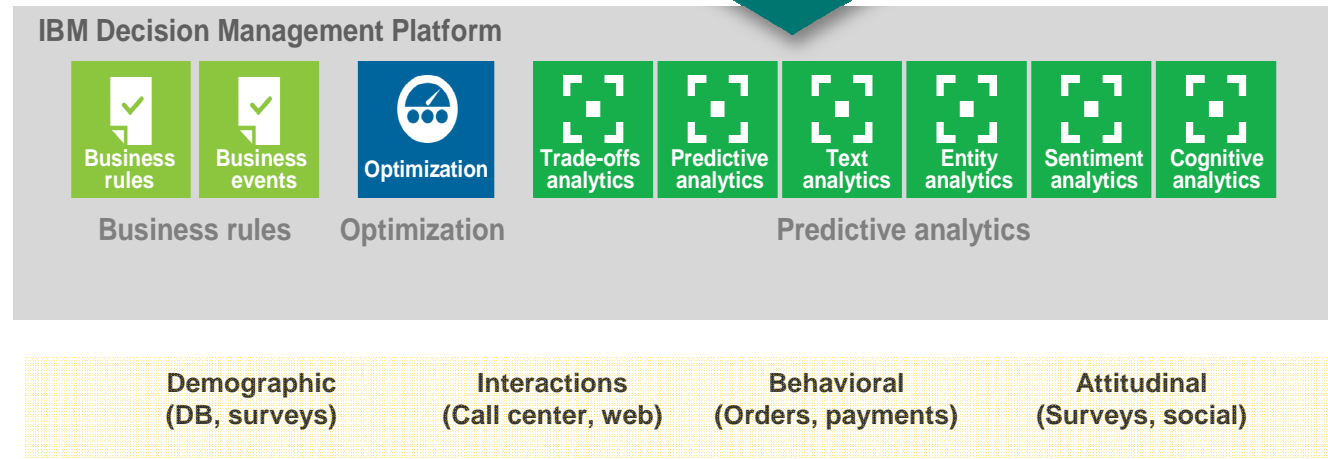 IBM Decision Management Platform
Business
rules
Business
events
Optimization
Trade-offs
analytics
Predictive
analytics
Text
analytics
Entity
analytics
Sentiment
analytics
Cognitive
analytics
Business rules
Optimization
Predictive analytics
Demographic
(DB, surveys)
Interactions
(Call center, web)
Behavioral
(Orders, payments)
Attitudinal
(Surveys, social)